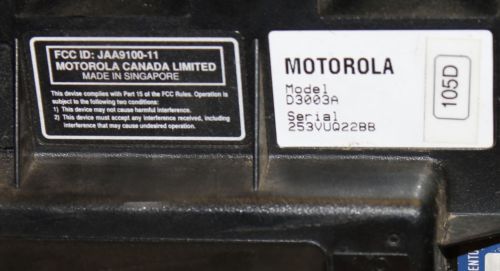 FCC ID: JAA9100-11
MOTOROLA CANADA LIMITED
MADE IN SINGAPORE
This device complies with Part 15 of the FCC Rules. Operation is
subject to the following two conditions:
1) This device may not cause harmful interference.
2) This device must accept any interference received, including
interference that may cause undesired operation.
MOTOROLA
Model
D3003A
Serial
253VUQ22BB
105D